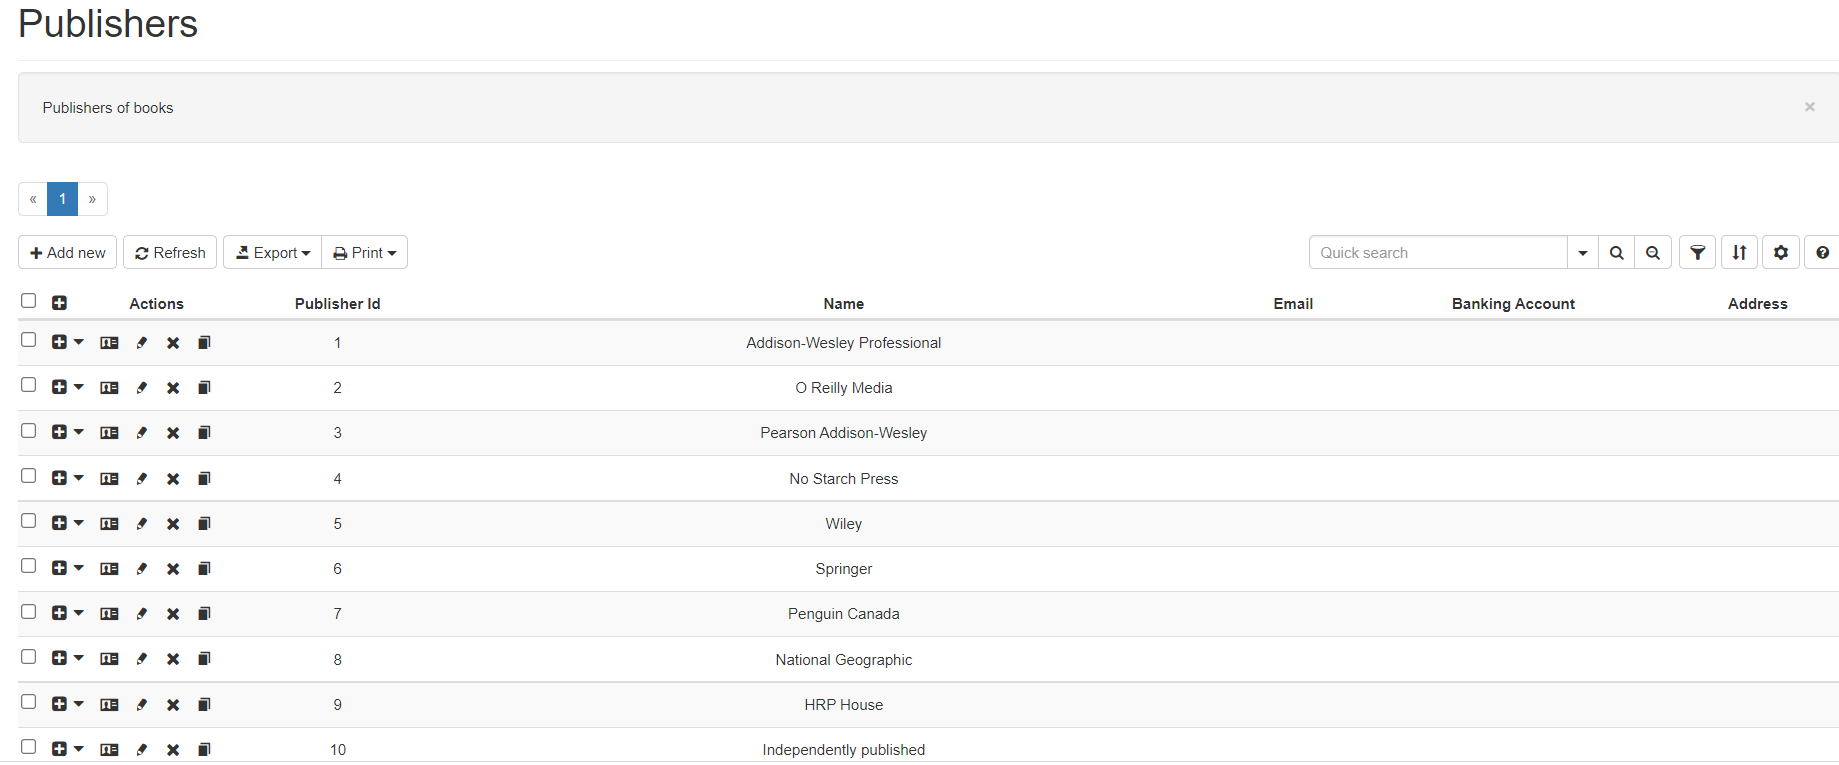 Publishers
Publishers of books ×
« 1 »
Add new Refresh Export Print Quick search
Actions Publisher Id Name Email Banking Account Address
1 Addison-Wesley Professional
2 O Reilly Media
3 Pearson Addison-Wesley
4 No Starch Press
5 Wiley
6 Springer
7 Penguin Canada
8 National Geographic
9 HRP House
10 Independently published